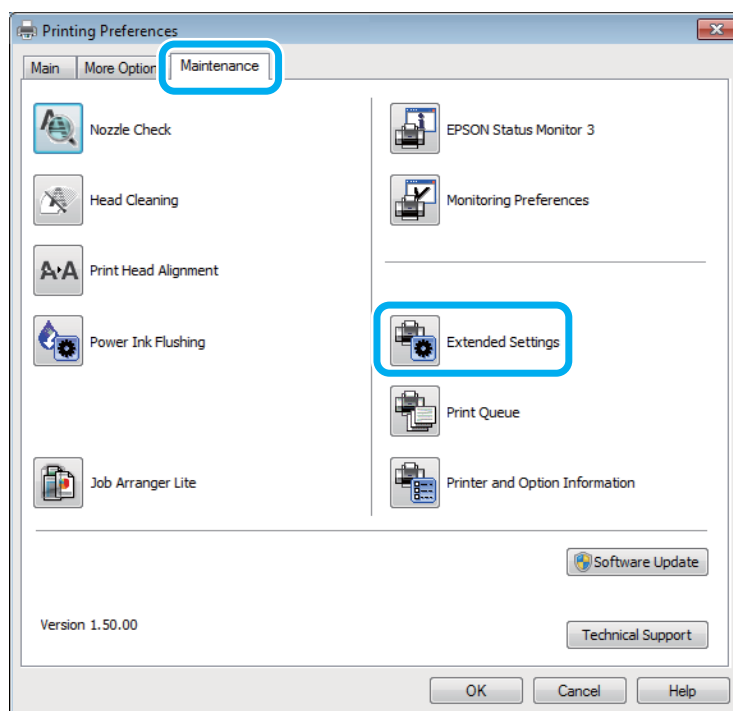 Printing Preferences
Main More Option Maintenance
Nozzle Check
EPSON Status Monitor 3
Head Cleaning
Monitoring Preferences
A A Print Head Alignment
Power Ink Flushing
Extended Settings
Print Queue
Job Arranger Lite
Printer and Option Information
Software Update
Version 1.50.00
Technical Support
OK Cancel Help